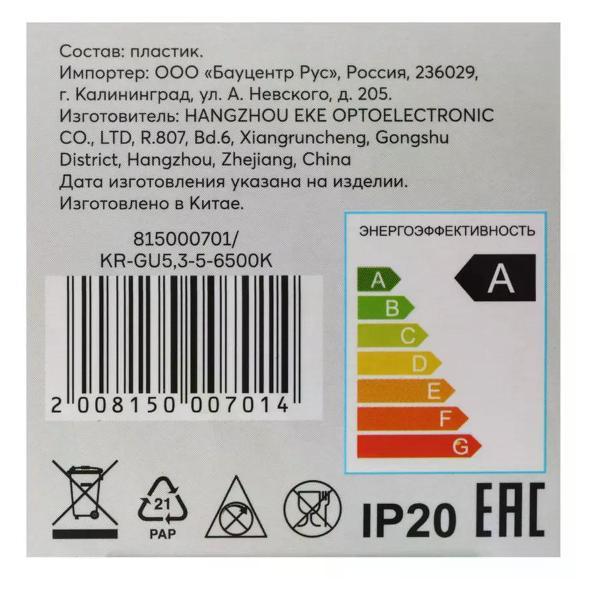 Состав: пластик.
Импортер: ООО «Бауцентр Рус», Россия, 236029,
г. Калининград, ул. А. Невского, д. 205.
Изготовитель: HANGZHOU EKE OPTOELECTRONIC
CO., LTD, R.807, Bd.6, Xiangruncheng, Gongshu
District, Hangzhou, Zhejiang, China
Дата изготовления указана на изделии.
Изготовлено в Китае.
815000701/
KR-GU5,3-5-6500K
2 008150 007014
ЭНЕРГОЭФФЕКТИВНОСТЬ
A
A
B
C
D
E
F
G
21
PAP
IP20
EAC